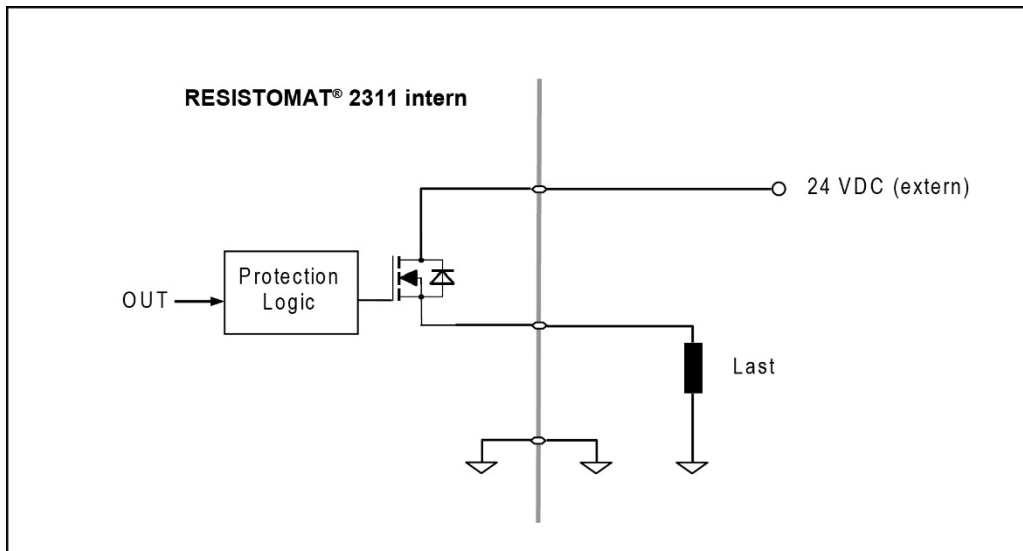 RESISTOMAT® 2311 intern
24 VDC (extern)
Protection
Logic
OUT
Last